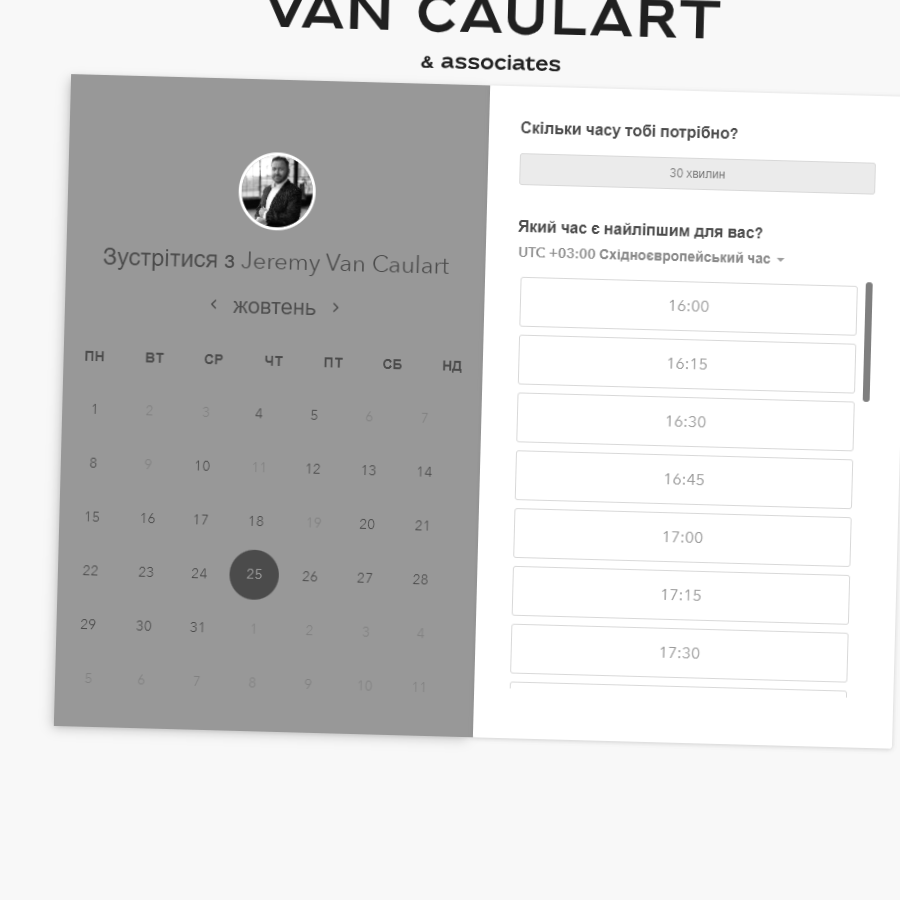 VAN CAULART
& associates
Зустрітися з Jeremy Van Caulart
жовтень
ПН ВТ СР ЧТ ПТ СБ НД
1 2 3 4 5 6 7
8 9 10 11 12 13 14
15 16 17 18 19 20 21
22 23 24 25 26 27 28
29 30 31 1 2 3 4
5 6 7 8 9 10 11
Скільки часу тобі потрібно?
30 хвилин
Який час є найліпшим для вас?
UTC +03:00 Східноєвропейський час
16:00
16:15
16:30
16:45
17:00
17:15
17:30